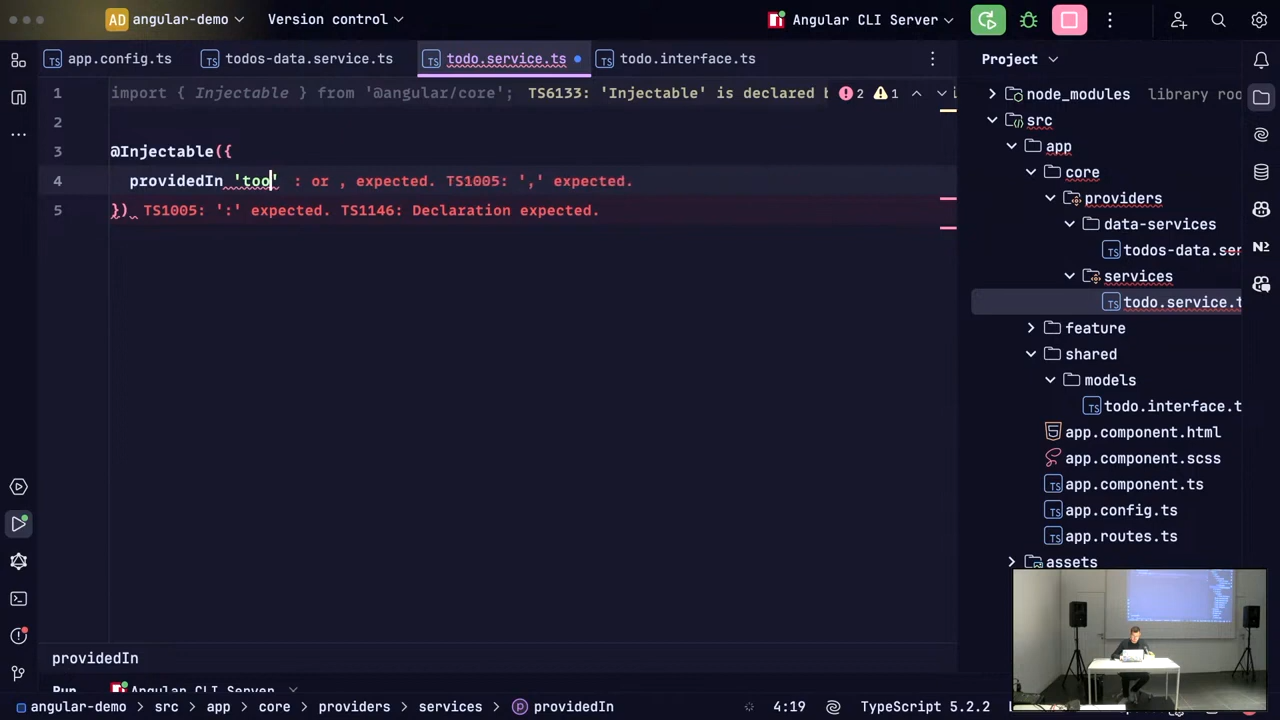 AD angular-demo Version control Angular CLI Server
app.config.ts todos-data.service.ts todo.service.ts todo.interface.ts Project
1 import { Injectable } from '@angular/core'; TS6133: 'Injectable' is declared b 2 1
2
3 @Injectable({
4 providedIn 'too' : or , expected. TS1005: ',' expected.
5 }) TS1005: ':' expected. TS1146: Declaration expected.
node_modules library roo
src
app
core
providers
data-services
todos-data.ser
services
todo.service.t
feature
shared
models
todo.interface.t
app.component.html
app.component.scss
app.component.ts
app.config.ts
app.routes.ts
assets
providedIn
Run Angular CLI Server
angular-demo > src > app > core > providers > services > providedIn 4:19 TypeScript 5.2.2